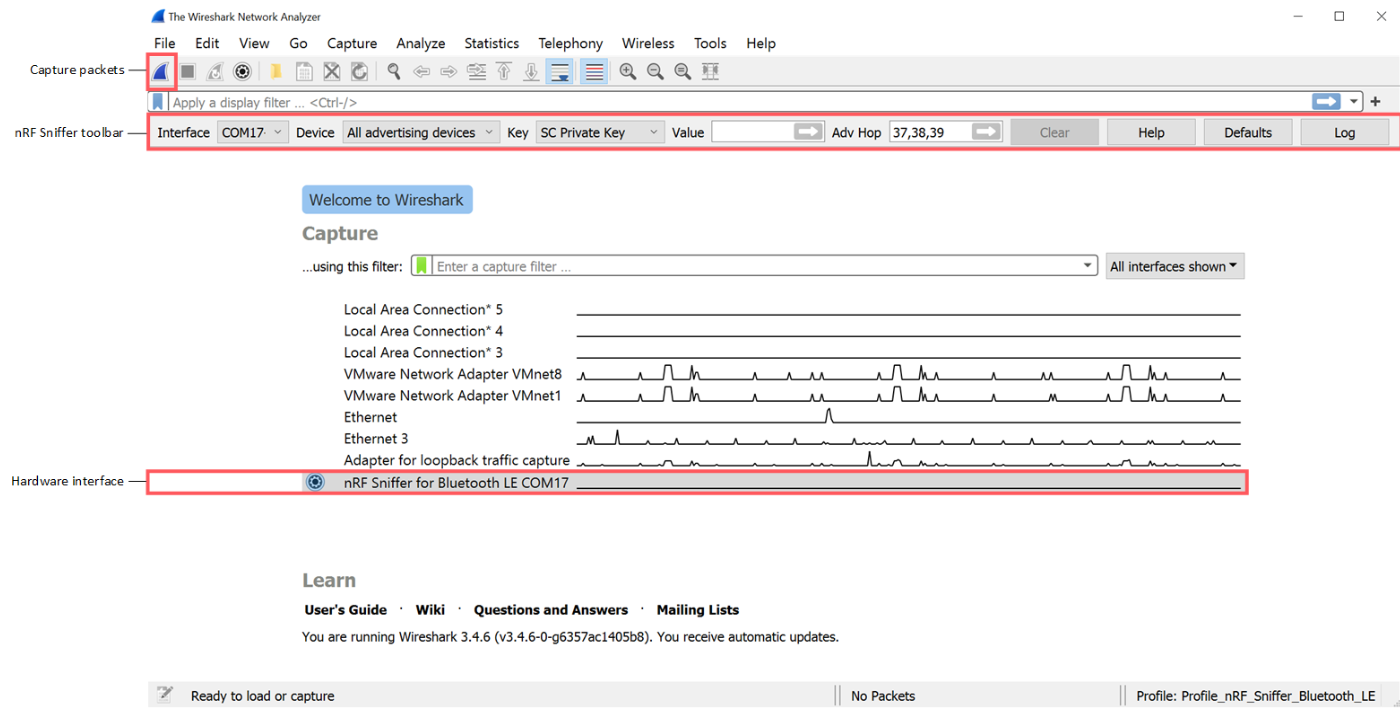 The Wireshark Network Analyzer
File Edit View Go Capture Analyze Statistics Telephony Wireless Tools Help
Capture packets
Apply a display filter ... <Ctrl-/>
nRF Sniffer toolbar
Interface COM17- Device All advertising devices Key SC Private Key Value Adv Hop 37,38,39 Clear Help Defaults Log
Welcome to Wireshark
Capture
...using this filter: Enter a capture filter ... All interfaces shown
Local Area Connection* 5
Local Area Connection* 4
Local Area Connection* 3
VMware Network Adapter VMnet8
VMware Network Adapter VMnet1
Ethernet
Ethernet 3
Adapter for loopback traffic capture
Hardware interface
nRF Sniffer for Bluetooth LE COM17
Learn
User's Guide · Wiki · Questions and Answers · Mailing Lists
You are running Wireshark 3.4.6 (v3.4.6-0-g6357ac1405b8). You receive automatic updates.
Ready to load or capture No Packets Profile: Profile_nRF_Sniffer_Bluetooth_LE